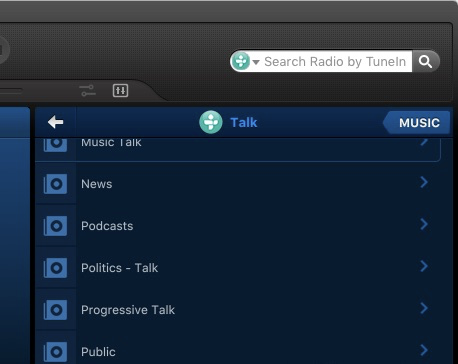 Search Radio by TuneIn
Talk
MUSIC
Music Talk
News
Podcasts
Politics - Talk
Progressive Talk
Public